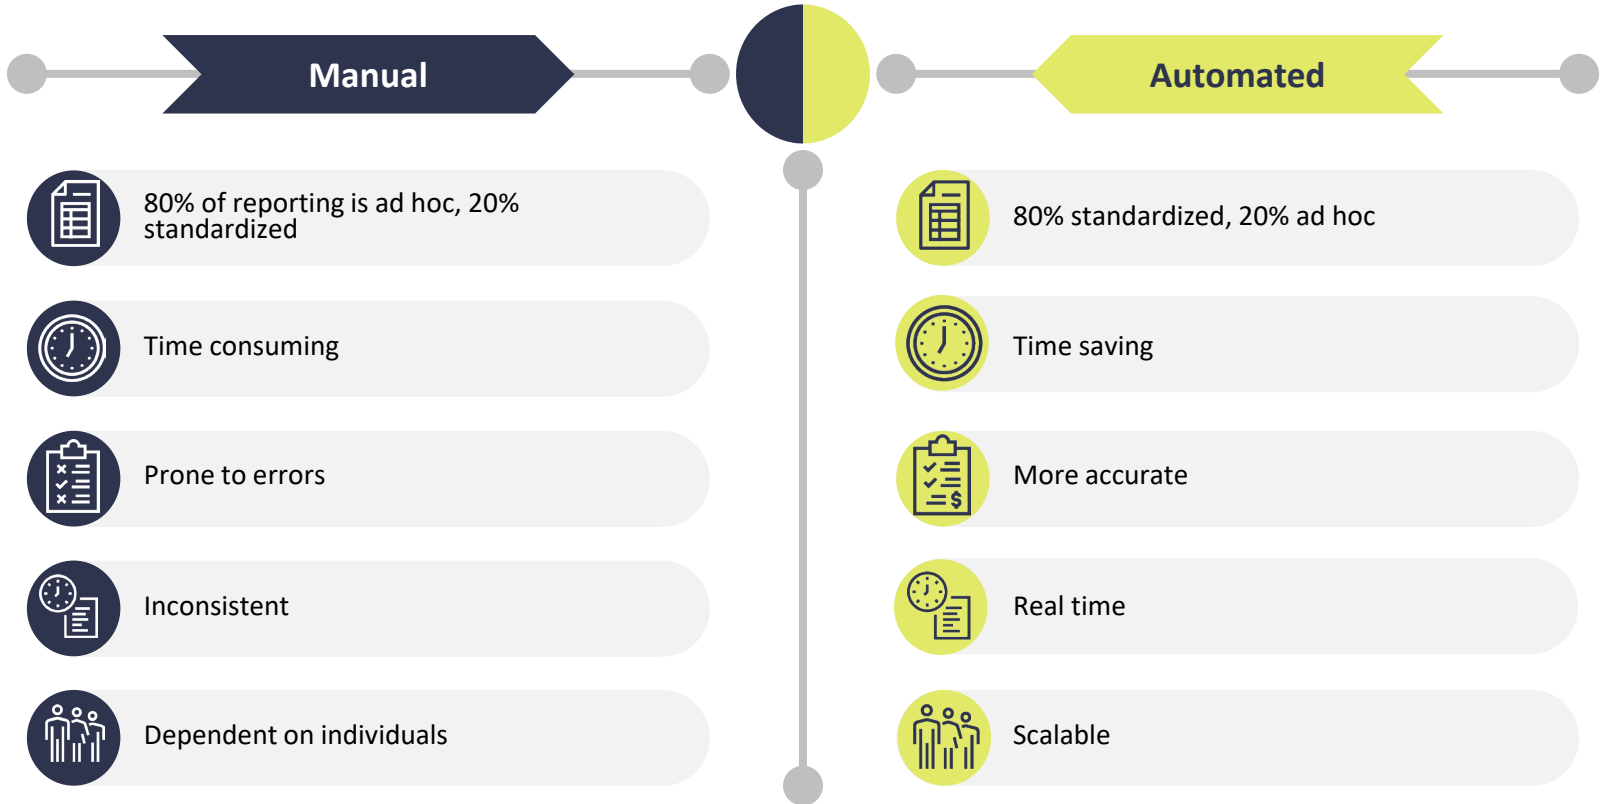 Manual
Automated
80% of reporting is ad hoc, 20%
standardized
80% standardized, 20% ad hoc
Time consuming
Time saving
Prone to errors
More accurate
Inconsistent
Real time
Dependent on individuals
Scalable